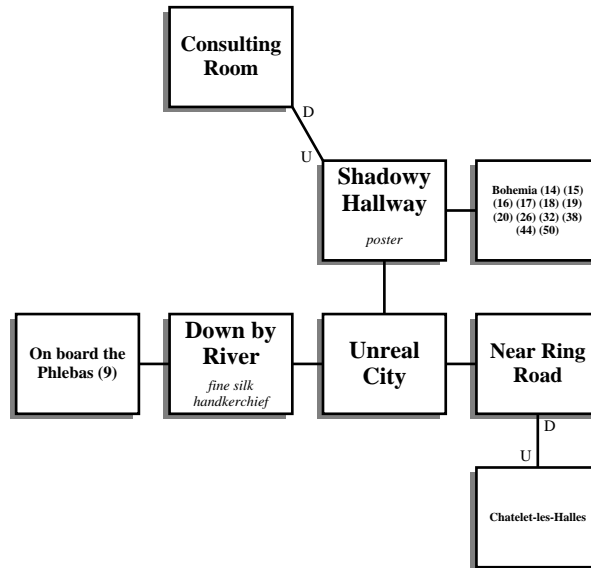 Consulting
Room
D
U
Shadowy
Hallway
poster
Bohemia (14) (15)
(16) (17) (18) (19)
(20) (26) (32) (38)
(44) (50)
On board the
Phlebas (9)
Down by
River
fine silk
handkerchief
Unreal
City
Near Ring
Road
D
U
Chatelet-les-Halles